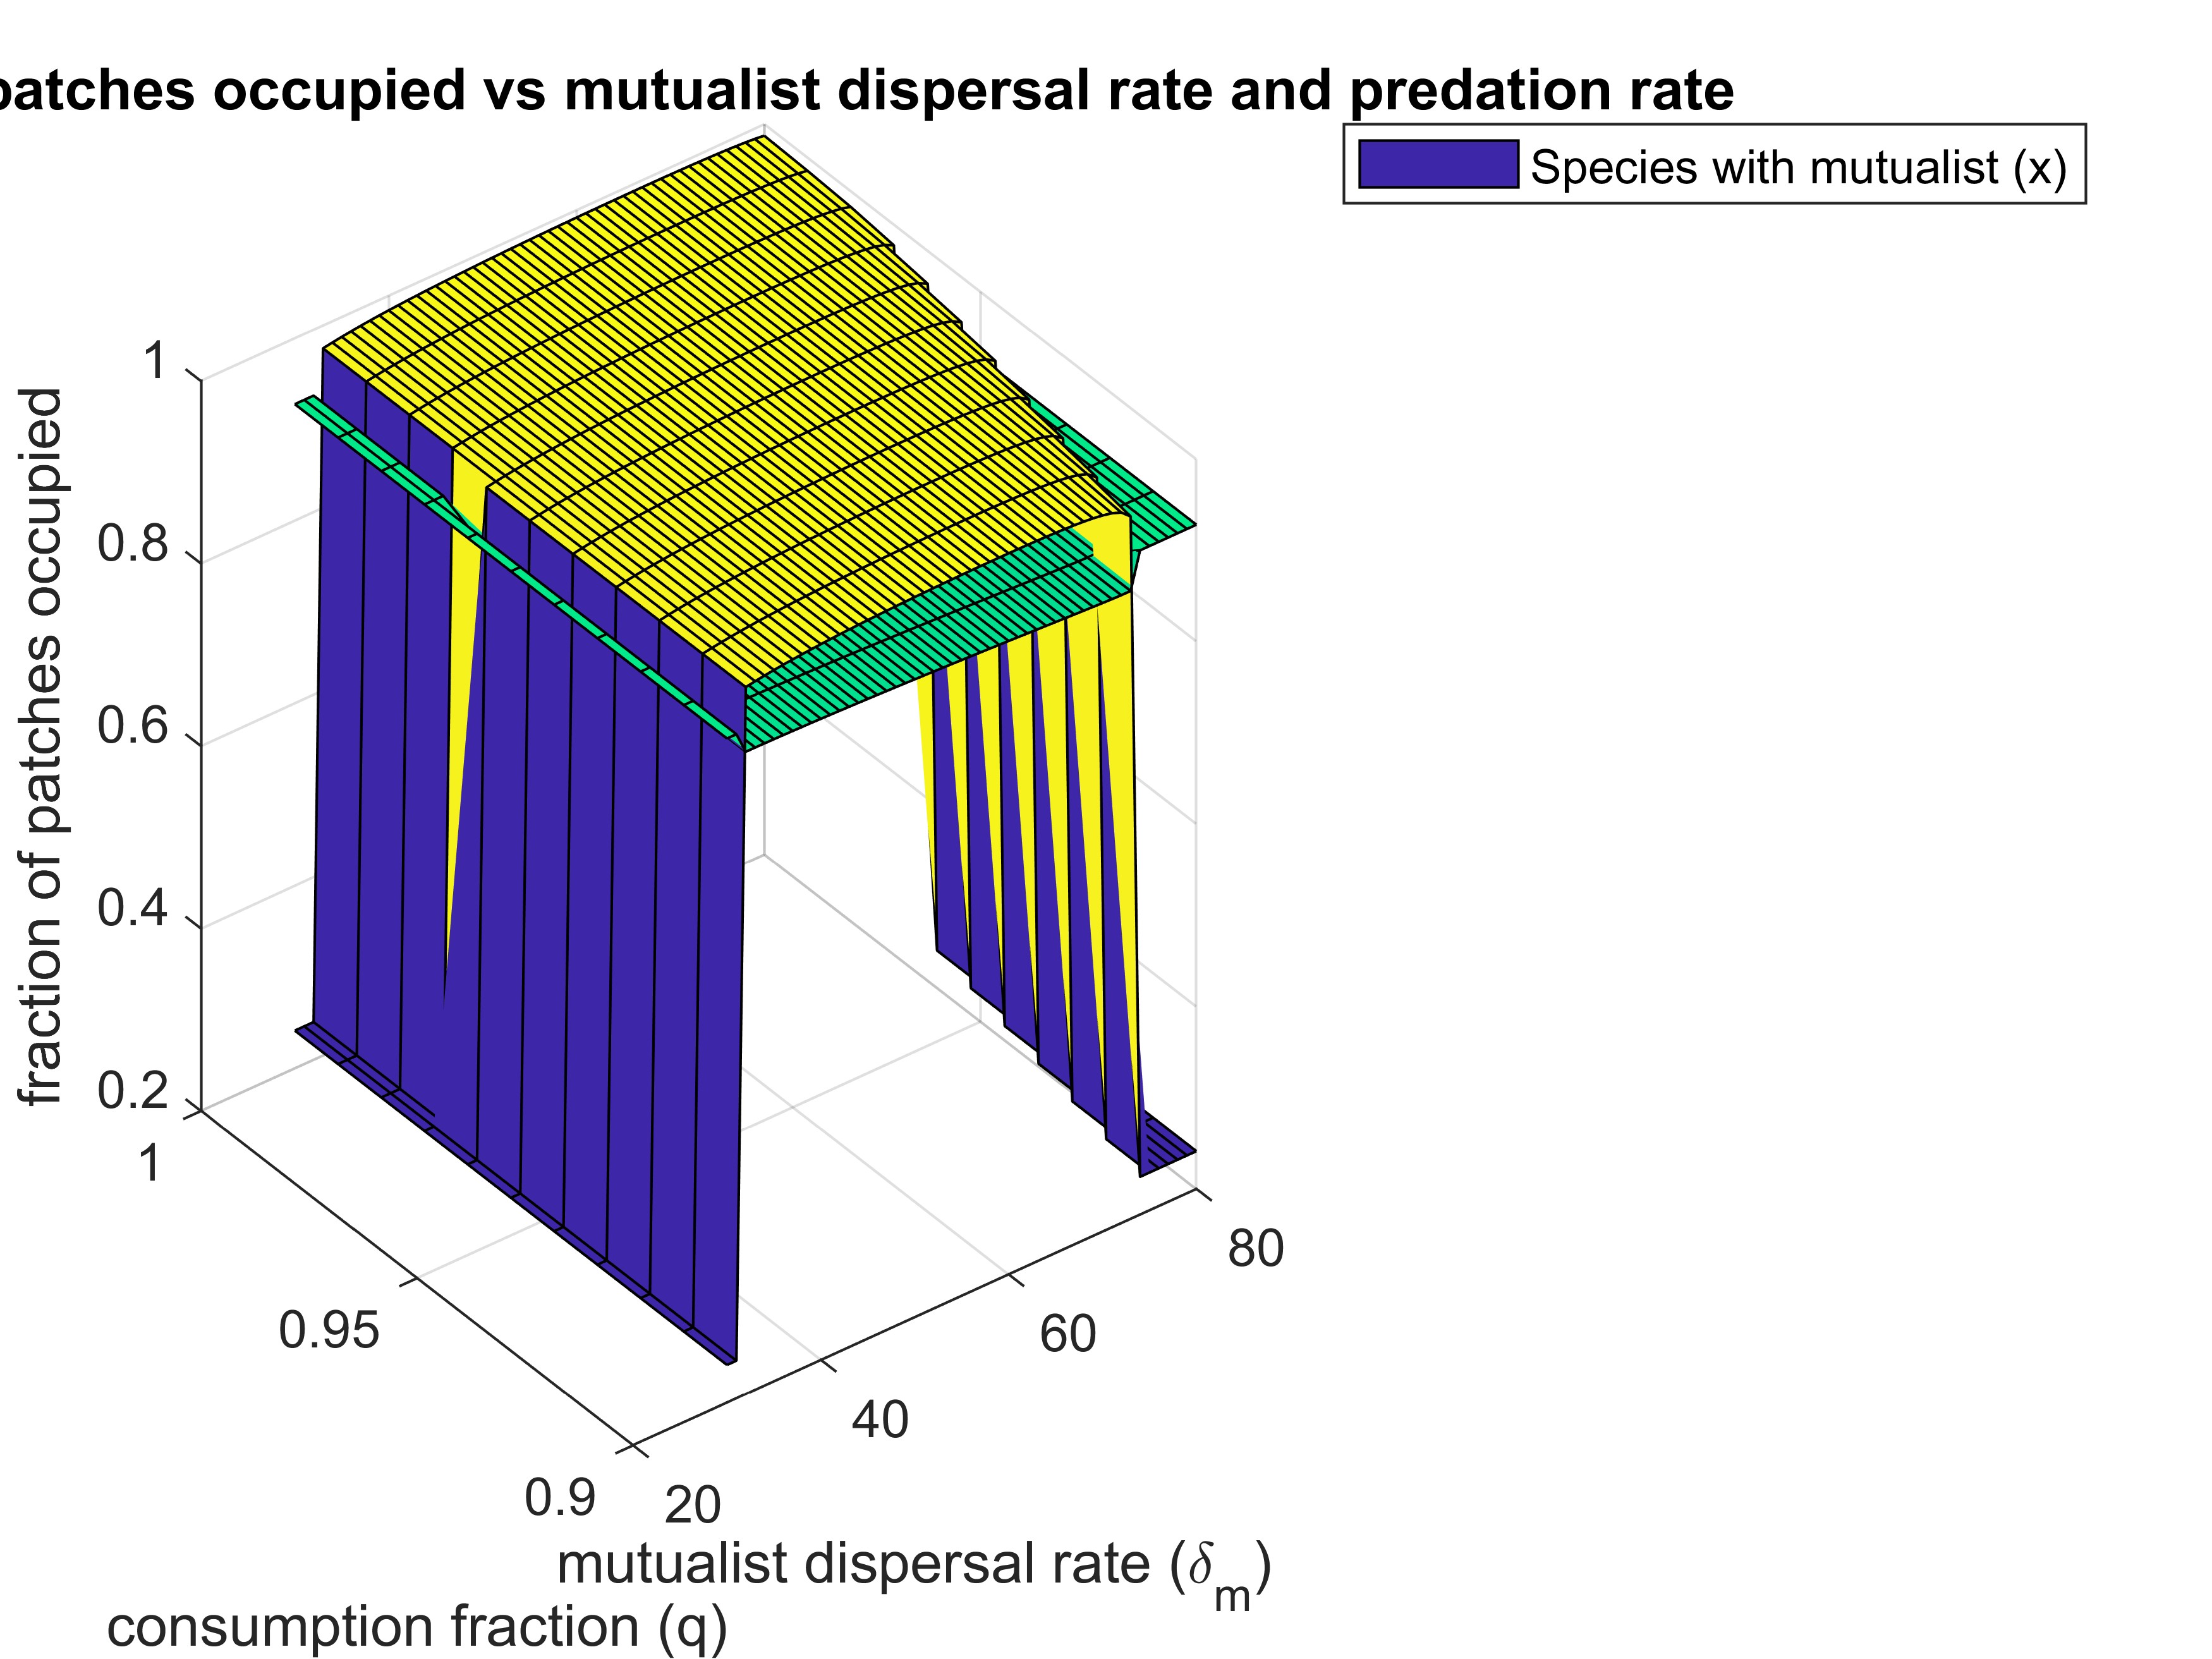 patches occupied vs mutualist dispersal rate and predation rate
Species with mutualist (x)
fraction of patches occupied
1
0.8
0.6
0.4
0.2
1
0.95
0.9
20
40
60
80
mutualist dispersal rate (δm)
consumption fraction (q)